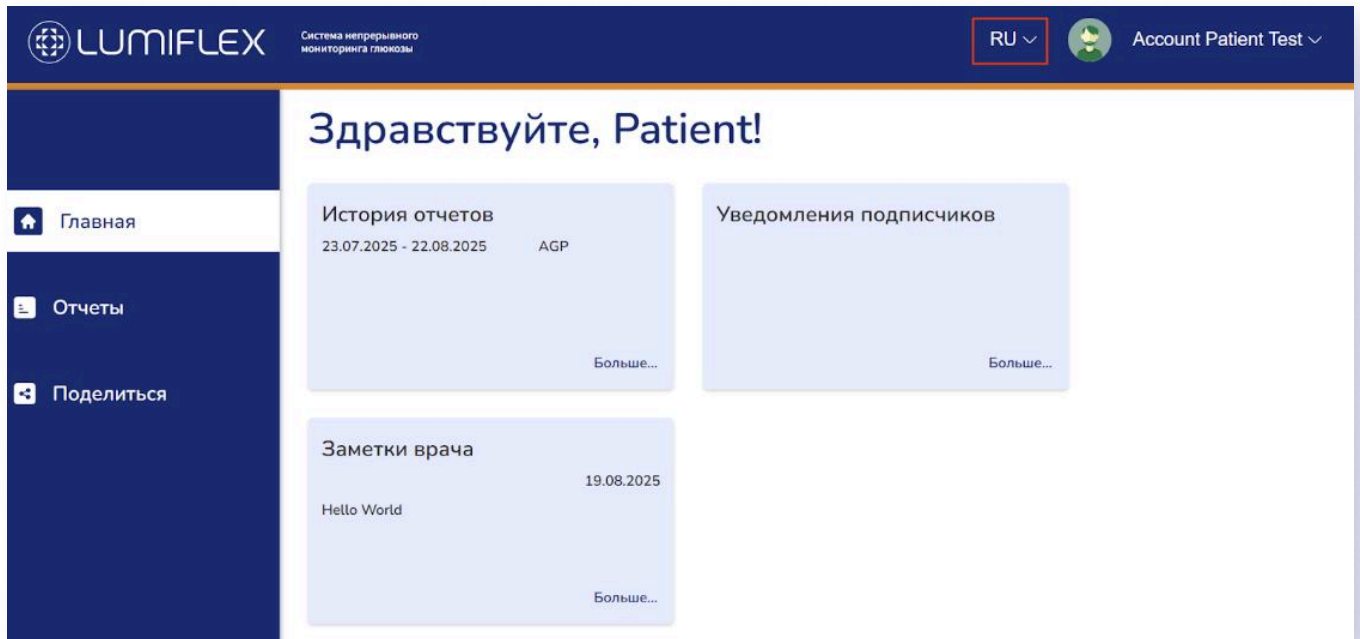 LUMIFLEX
Система непрерывного
мониторинга глюкозы
RU
Account Patient Test
Здравствуйте, Patient!
Главная
Отчеты
Поделиться
История отчетов
23.07.2025 - 22.08.2025 AGP
Больше...
Уведомления подписчиков
Больше...
Заметки врача
19.08.2025
Hello World
Больше...